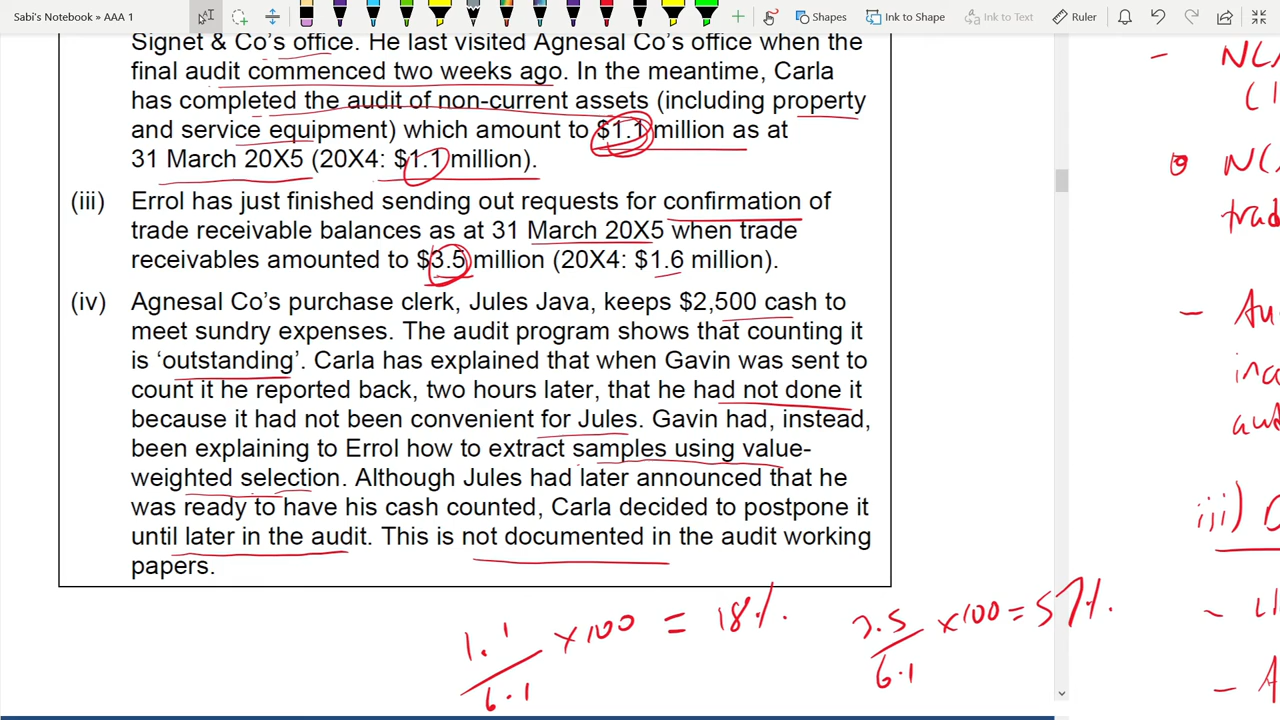 Sabi's Notebook » AAA 1
Shapes
Ink to Shape
Ink to Text
Ruler
Signet & Co's office. He last visited Agnesal Co's office when the
final audit commenced two weeks ago. In the meantime, Carla
has completed the audit of non-current assets (including property
and service equipment) which amount to $1.1 million as at
31 March 20X5 (20X4: $1.1 million).
(iii) Errol has just finished sending out requests for confirmation of
trade receivable balances as at 31 March 20X5 when trade
receivables amounted to $3.5 million (20X4: $1.6 million).
(iv) Agnesal Co's purchase clerk, Jules Java, keeps $2,500 cash to
meet sundry expenses. The audit program shows that counting it
is 'outstanding'. Carla has explained that when Gavin was sent to
count it he reported back, two hours later, that he had not done it
because it had not been convenient for Jules. Gavin had, instead,
been explaining to Errol how to extract samples using value-
weighted selection. Although Jules had later announced that he
was ready to have his cash counted, Carla decided to postpone it
until later in the audit. This is not documented in the audit working
papers.
1.1/6.1 ×100 = 18%.
3.5/6.1 ×100 = 57%.
- NC
(1
NC
trad
- Au
inc
aud
iii)
- A